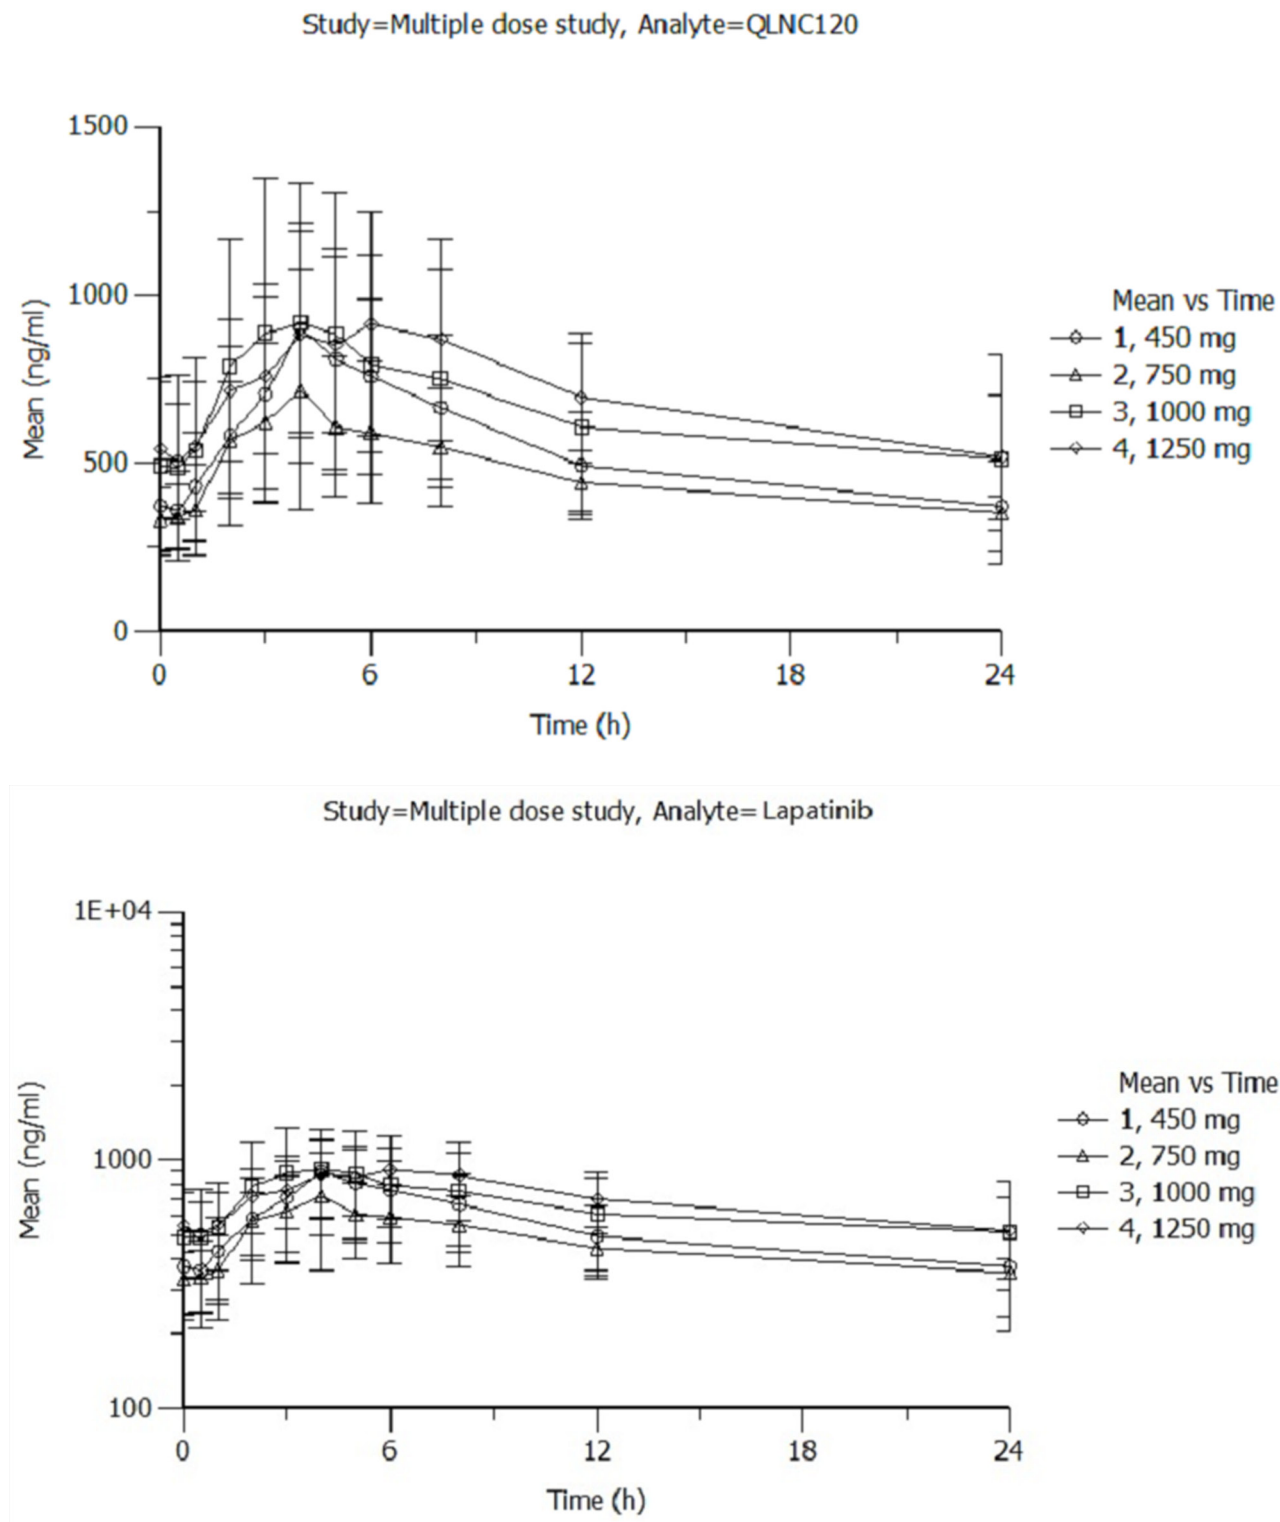 Study=Multiple dose study, Analyte=QLNC120
1500
1000
500
0
Mean (ng/ml)
0 6 12 18 24
Time (h)
Mean vs Time
1, 450 mg
2, 750 mg
3, 1000 mg
4, 1250 mg
Study=Multiple dose study, Analyte= Lapatinib
1E+04
1000
100
Mean (ng/ml)
0 6 12 18 24
Time (h)
Mean vs Time
1, 450 mg
2, 750 mg
3, 1000 mg
4, 1250 mg